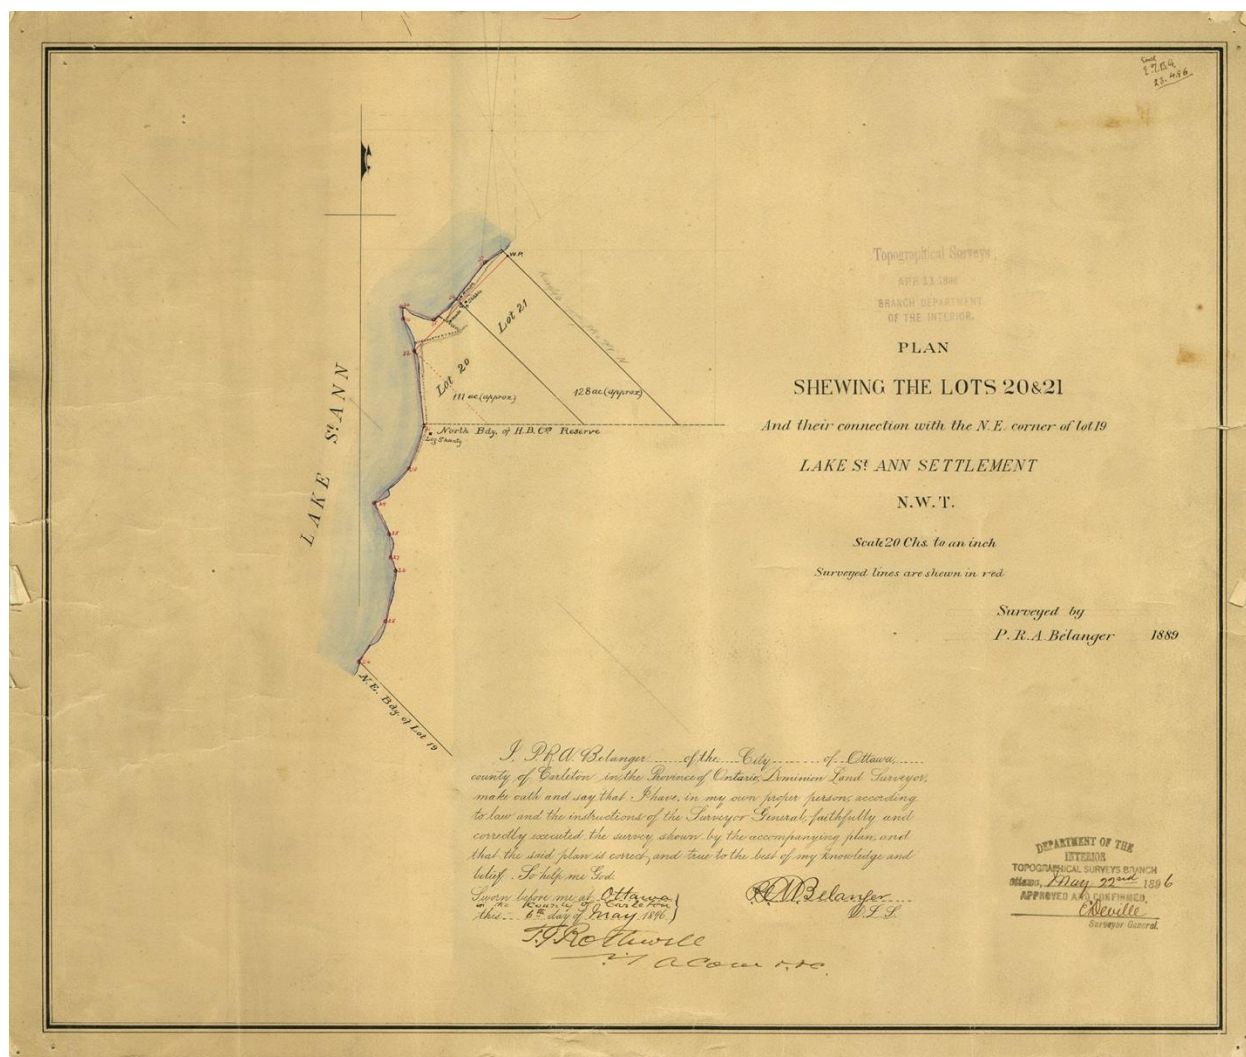 23-486
Topographical Surveys
BRANCH DEPARTMENT
OF THE INTERIOR.
PLAN
SHEWING THE LOTS 20&21
And their connection with the N.E. corner of lot 19
LAKE St. ANN SETTLEMENT
N.W.T.
Scale 20 Chs. to an inch
Surveyed lines are shewn in red
Surveyed by
P. R. A. Bélanger 1889
W.P.
Lot 21
Lot 20
111 ac. (approx)
128 ac. (approx)
North Bdy. of H.B. Co. Reserve
Log Shanty
LAKE St. ANN
N.E. Bdy. of Lot 19
I, P.R.A. Belanger of the City of Ottawa,
county of Carleton in the Province of Ontario, Dominion Land Surveyor,
make oath and say that I have, in my own proper person, according
to law and the instructions of the Surveyor General, faithfully and
correctly executed the survey shown by the accompanying plan, and
that the said plan is correct, and true to the best of my knowledge and
belief. So help me God.
Sworn before me at Ottawa
in the County of Carleton
this 6th day of May 1896
PRA Belanger
D.L.S.
T.G. Rothwell
DEPARTMENT OF THE
INTERIOR
TOPOGRAPHICAL SURVEYS BRANCH
Ottawa, May 22nd 1896
APPROVED AND CONFIRMED.
E. Deville
Surveyor General.